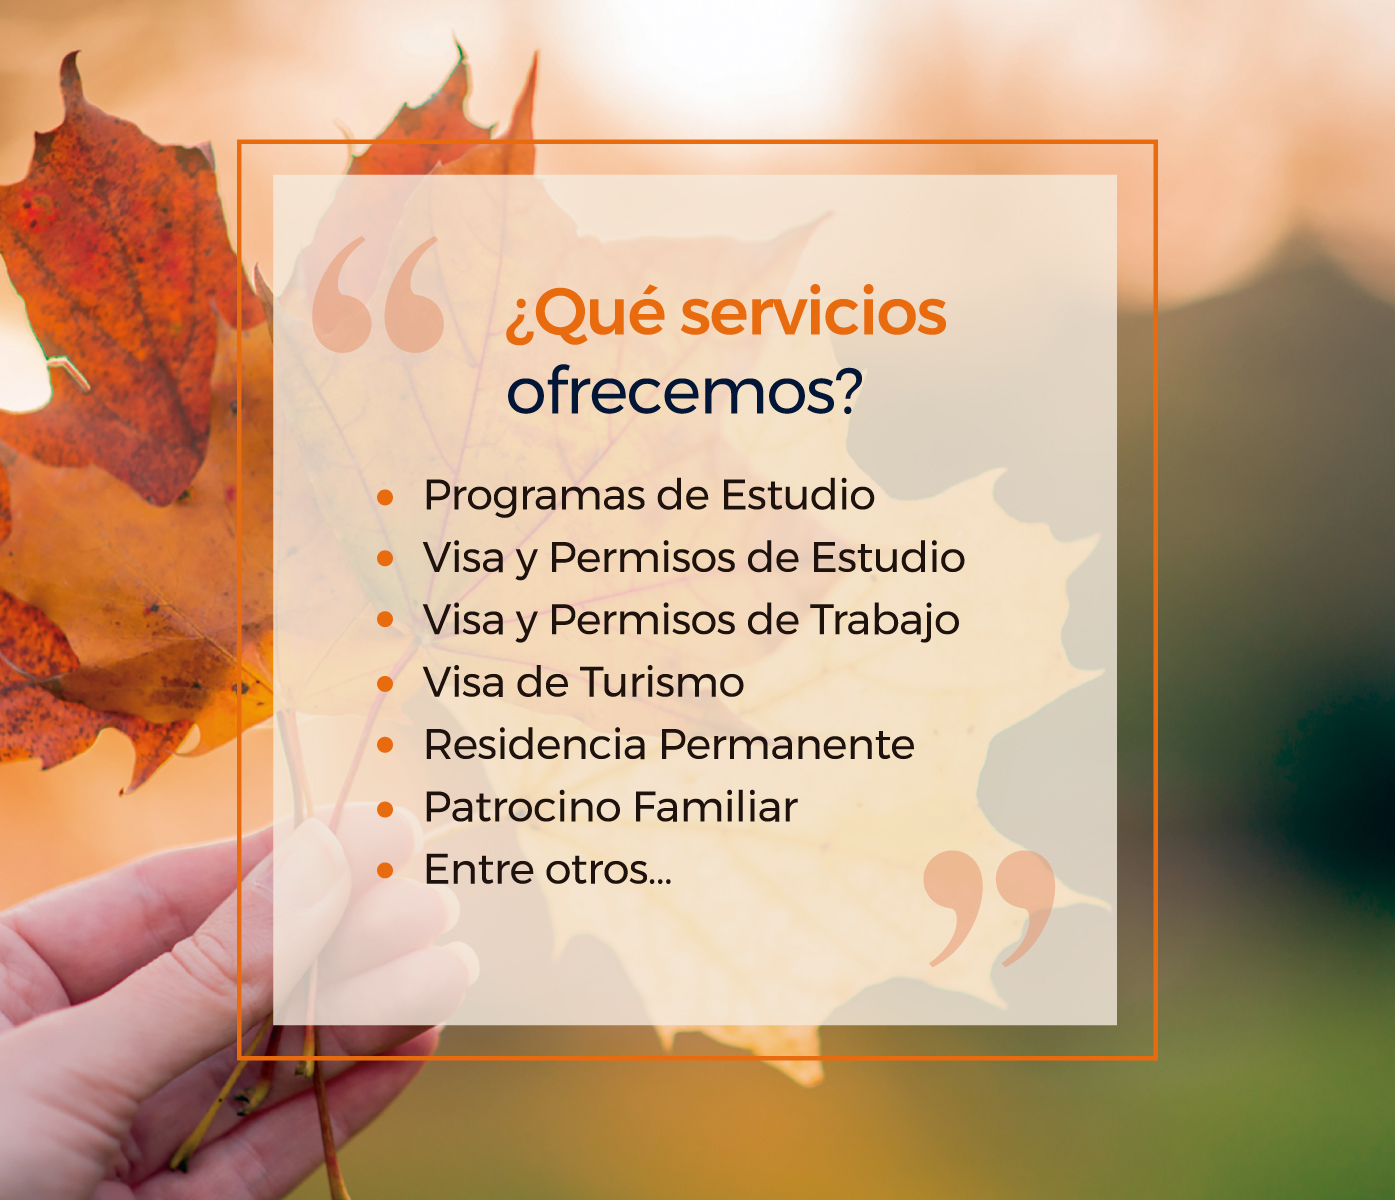 ¿Qué servicios
ofrecemos?
Programas de Estudio
Visa y Permisos de Estudio
Visa y Permisos de Trabajo
Visa de Turismo
Residencia Permanente
Patrocino Familiar
Entre otros...